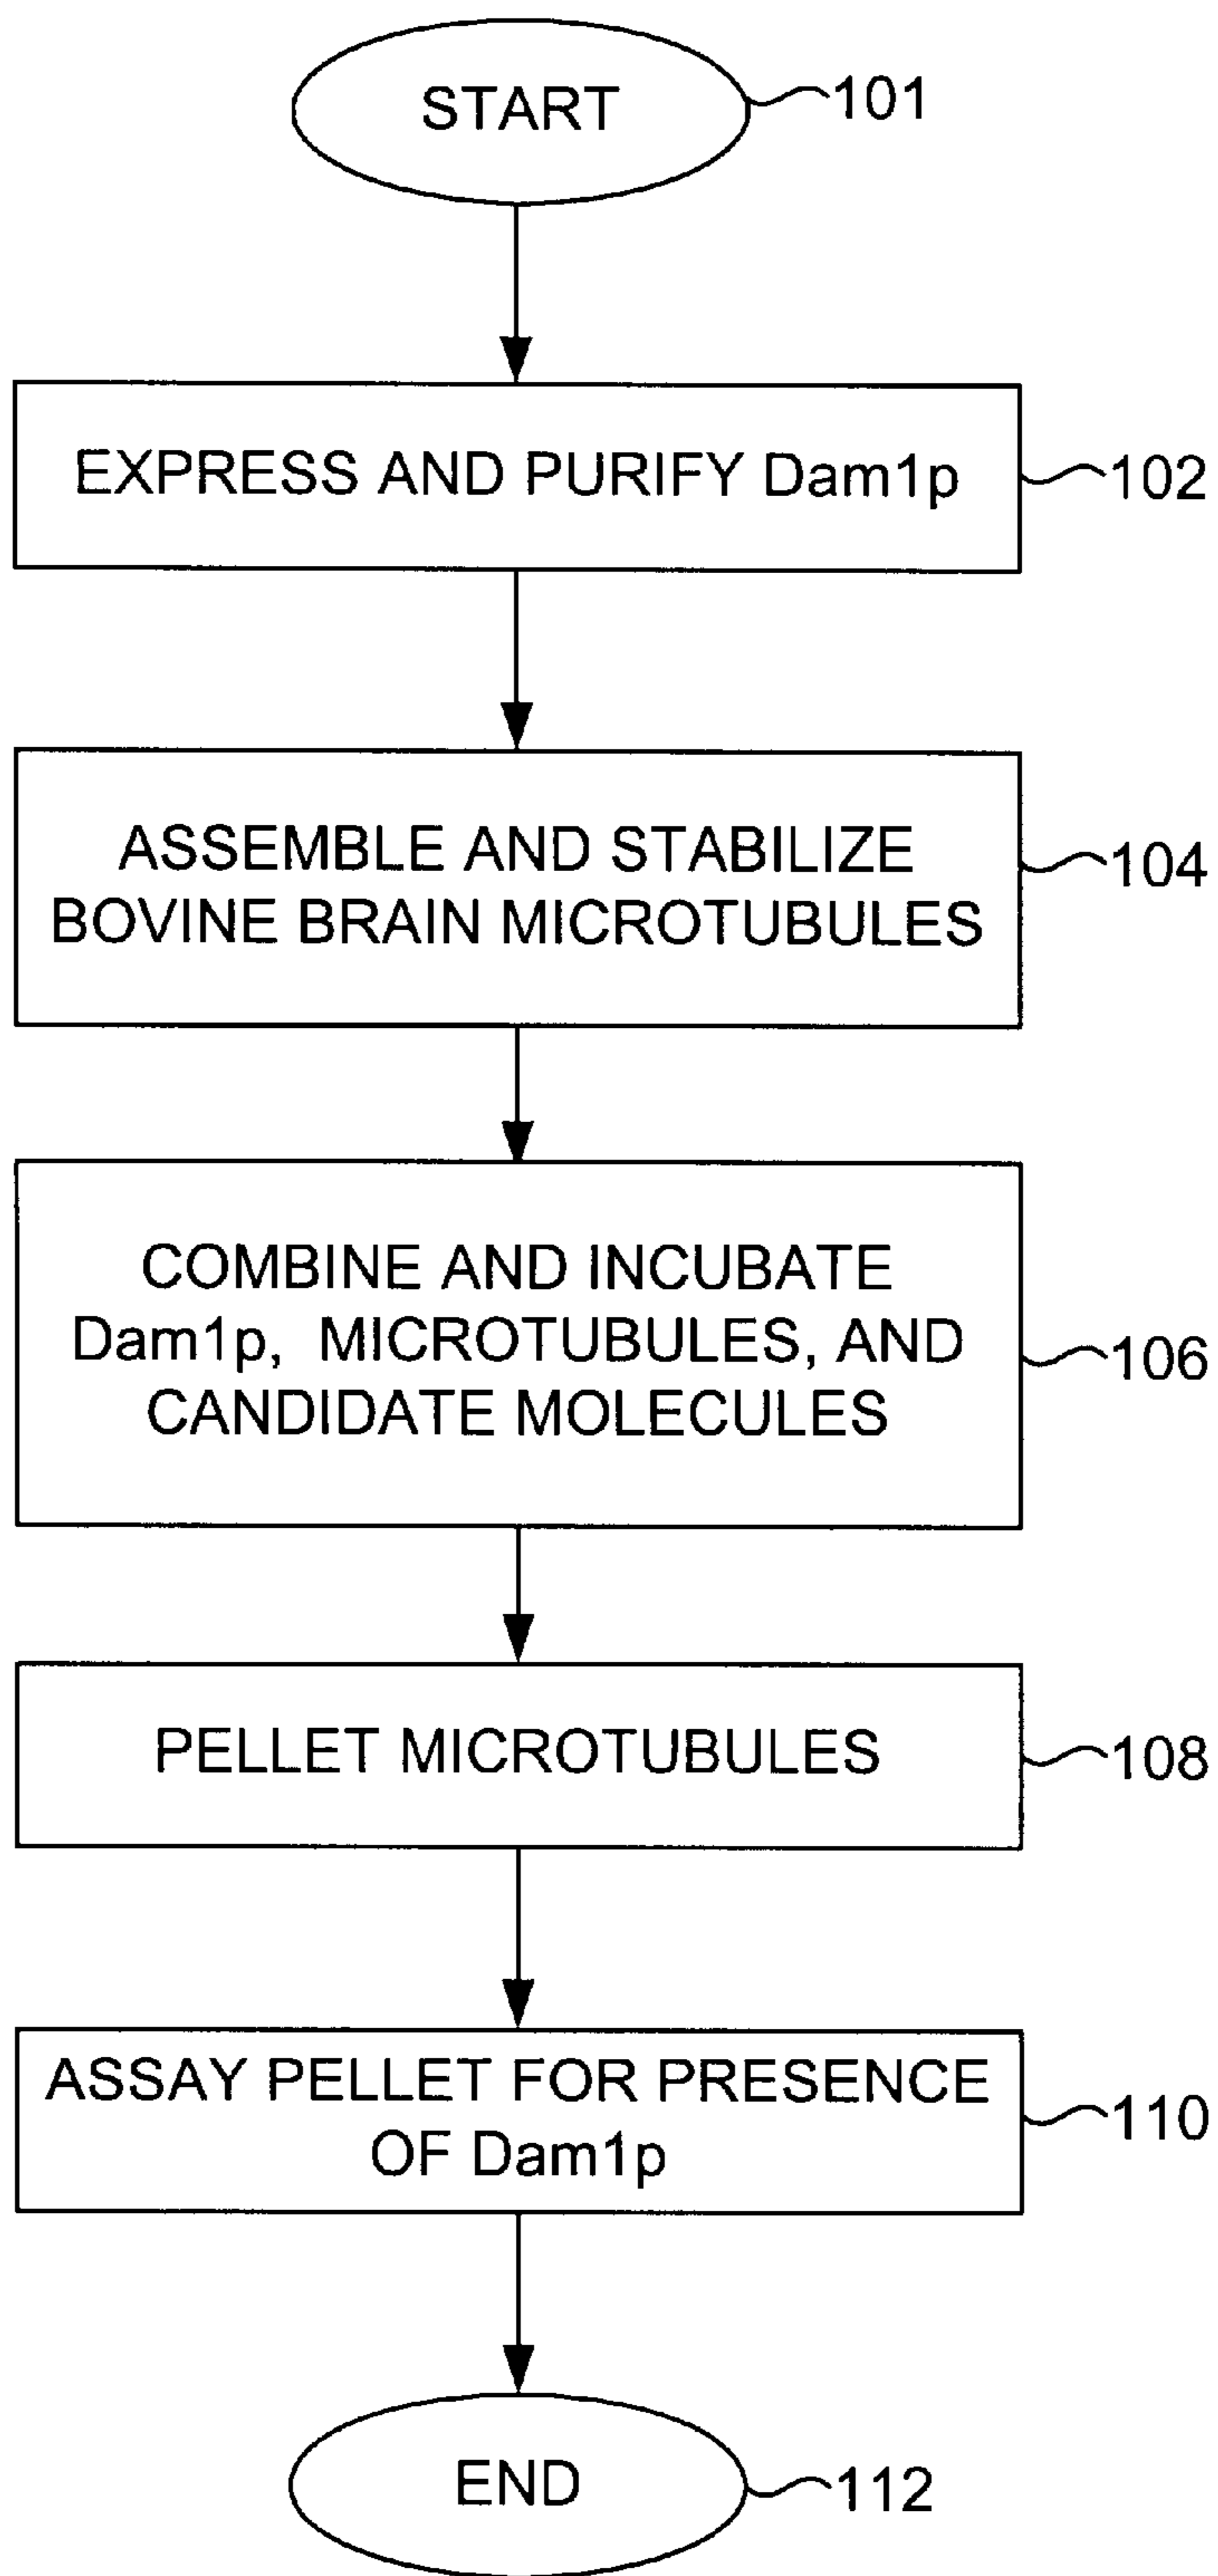 START
101
EXPRESS AND PURIFY Dam1p
102
ASSEMBLE AND STABILIZE
BOVINE BRAIN MICROTUBULES
104
COMBINE AND INCUBATE
Dam1p, MICROTUBULES, AND
CANDIDATE MOLECULES
106
PELLET MICROTUBULES
108
ASSAY PELLET FOR PRESENCE
OF Dam1p
110
END
112